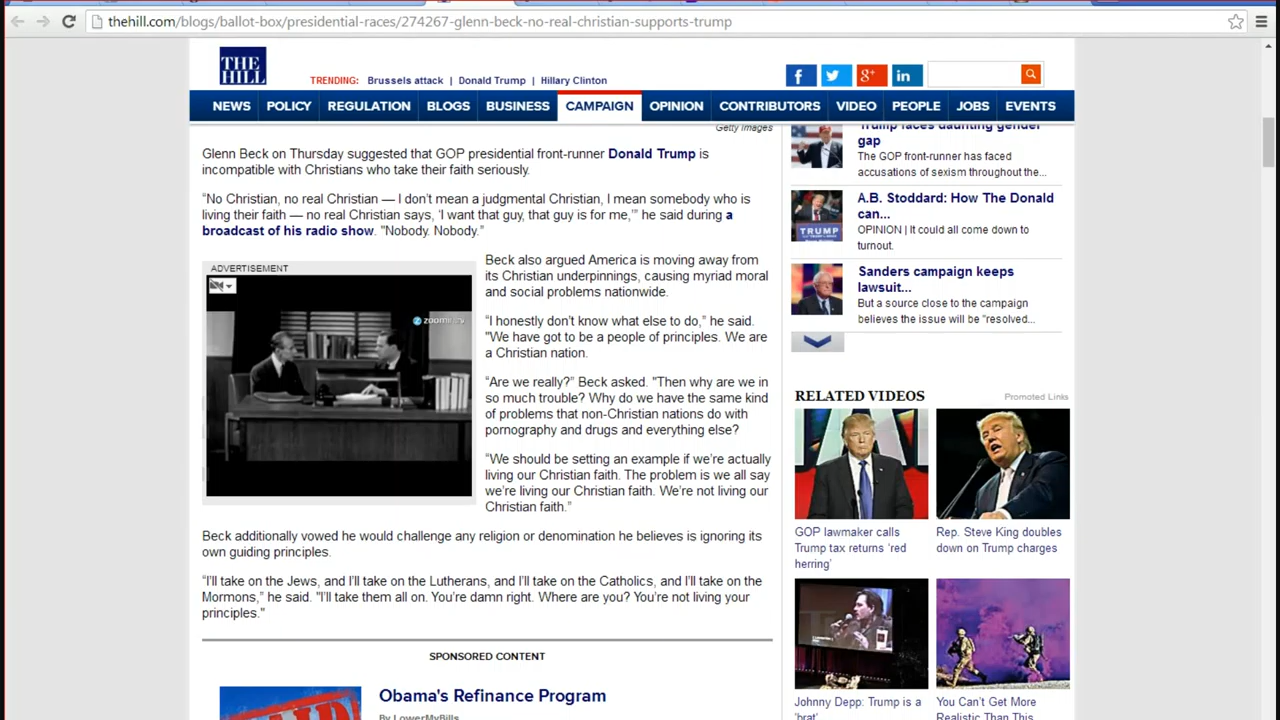 thehill.com/blogs/ballot-box/presidential-races/274267-glenn-beck-no-real-christian-supports-trump
THE
HILL
TRENDING: Brussels attack | Donald Trump | Hillary Clinton
f
g+
in
NEWS POLICY REGULATION BLOGS BUSINESS CAMPAIGN OPINION CONTRIBUTORS VIDEO PEOPLE JOBS EVENTS
Getty Images
Glenn Beck on Thursday suggested that GOP presidential front-runner Donald Trump is
incompatible with Christians who take their faith seriously.
“No Christian, no real Christian — I don’t mean a judgmental Christian, I mean somebody who is
living their faith — no real Christian says, ‘I want that guy, that guy is for me,’” he said during a
broadcast of his radio show. "Nobody. Nobody.”
ADVERTISEMENT
Beck also argued America is moving away from
its Christian underpinnings, causing myriad moral
and social problems nationwide.
“I honestly don’t know what else to do,” he said.
"We have got to be a people of principles. We are
a Christian nation.
“Are we really?” Beck asked. "Then why are we in
so much trouble? Why do we have the same kind
of problems that non-Christian nations do with
pornography and drugs and everything else?
“We should be setting an example if we’re actually
living our Christian faith. The problem is we all say
we’re living our Christian faith. We’re not living our
Christian faith.”
Beck additionally vowed he would challenge any religion or denomination he believes is ignoring its
own guiding principles.
“I’ll take on the Jews, and I’ll take on the Lutherans, and I’ll take on the Catholics, and I’ll take on the
Mormons,” he said. "I’ll take them all on. You’re damn right. Where are you? You’re not living your
principles."
SPONSORED CONTENT
Obama's Refinance Program
By LowerMyBills
Trump faces daunting gender
gap
The GOP front-runner has faced
accusations of sexism throughout the...
TRUMP
A.B. Stoddard: How The Donald
can...
OPINION | It could all come down to
turnout.
Sanders campaign keeps
lawsuit...
But a source close to the campaign
believes the issue will be “resolved...
RELATED VIDEOS
Promoted Links
GOP lawmaker calls
Trump tax returns ‘red
herring’
Rep. Steve King doubles
down on Trump charges
Johnny Depp: Trump is a
'brat'
You Can't Get More
Realistic Than This